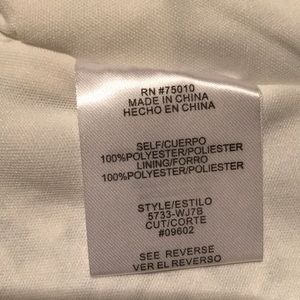 RN #75010
MADE IN CHINA
HECHO EN CHINA
SELF/CUERPO
100%POLYESTER/POLIESTER
LINING/FORRO
100%POLYESTER/POLIESTER
STYLE/ESTILO
5733-WJ7B
CUT/CORTE
#09602
SEE REVERSE
VER EL REVERSO